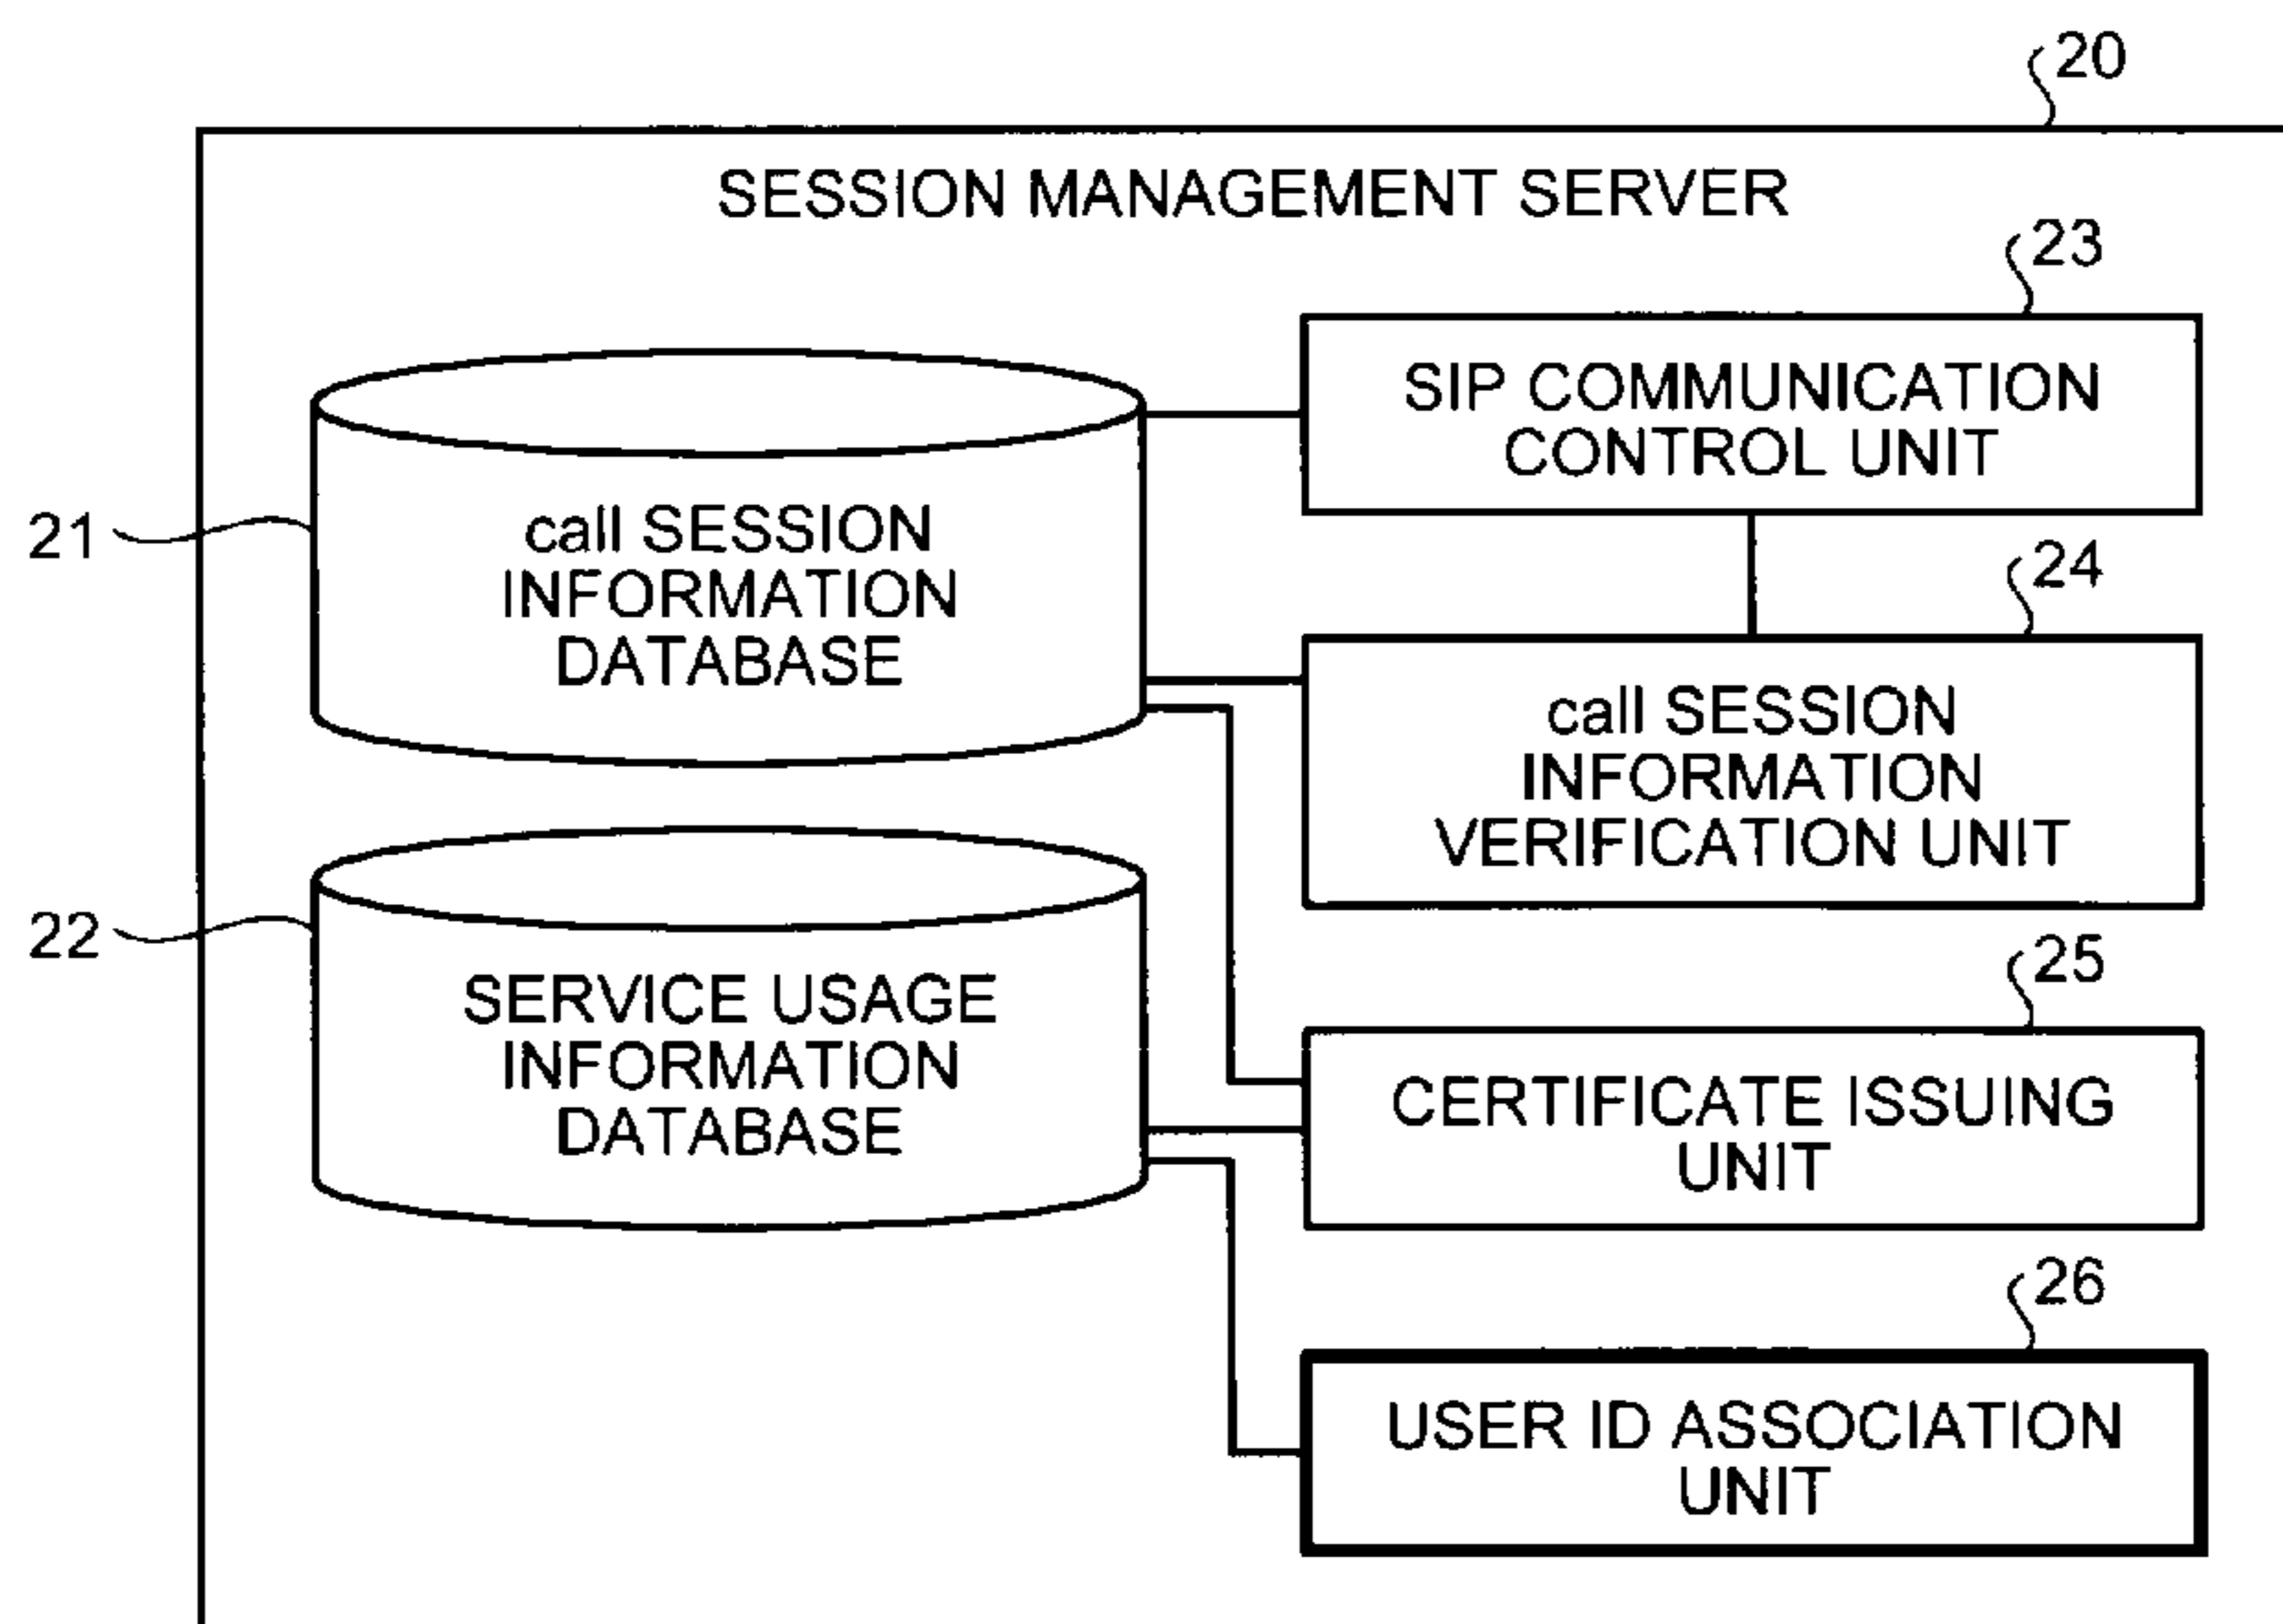 20
SESSION MANAGEMENT SERVER
23
SIP COMMUNICATION
CONTROL UNIT
21
call SESSION
INFORMATION
DATABASE
24
call SESSION
INFORMATION
VERIFICATION UNIT
22
SERVICE USAGE
INFORMATION
DATABASE
25
CERTIFICATE ISSUING
UNIT
26
USER ID ASSOCIATION
UNIT